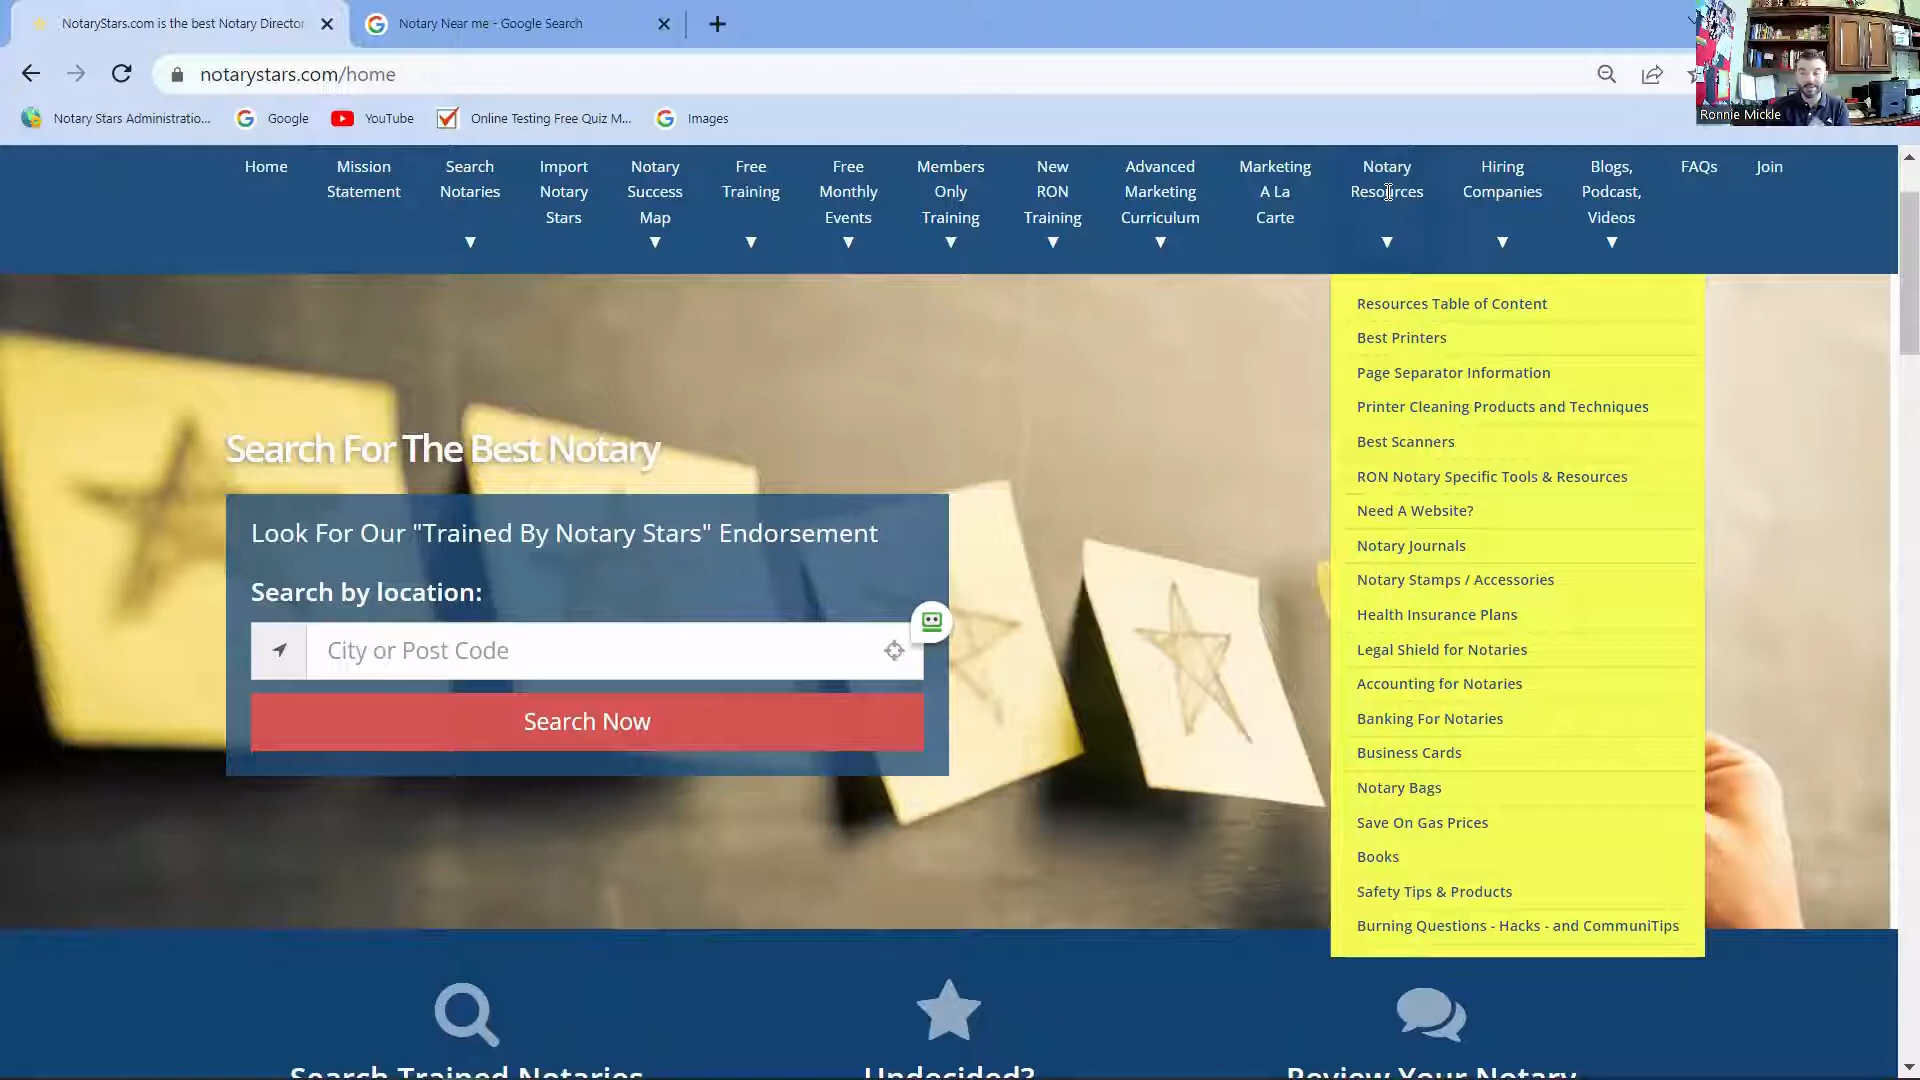 NotaryStars.com is the best Notary Director
Notary Near me - Google Search
notarystars.com/home
Ronnie Mickle
Notary Stars Administratio...
Google
YouTube
Online Testing Free Quiz M...
Images
Home
Mission
Statement
Search
Notaries
Import
Notary
Stars
Notary
Success
Map
Free
Training
Free
Monthly
Events
Members
Only
Training
New
RON
Training
Advanced
Marketing
Curriculum
Marketing
A La
Carte
Notary
Resources
Hiring
Companies
Blogs,
Podcast,
Videos
FAQs
Join
Resources Table of Content
Best Printers
Page Separator Information
Printer Cleaning Products and Techniques
Best Scanners
RON Notary Specific Tools & Resources
Need A Website?
Notary Journals
Notary Stamps / Accessories
Health Insurance Plans
Legal Shield for Notaries
Accounting for Notaries
Banking For Notaries
Business Cards
Notary Bags
Save On Gas Prices
Books
Safety Tips & Products
Burning Questions - Hacks - and CommuniTips
Search For The Best Notary
Look For Our "Trained By Notary Stars" Endorsement
Search by location:
City or Post Code
Search Now
Search Trained Notaries
Undecided?
Review Your Notary